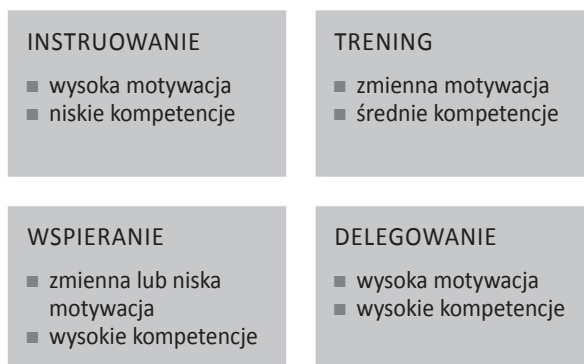 INSTRUOWANIE
■ wysoka motywacja
■ niskie kompetencje
TRENING
■ zmienna motywacja
■ średnie kompetencje
WSPIERANIE
■ zmienna lub niska
motywacja
■ wysokie kompetencje
DELEGOWANIE
■ wysoka motywacja
■ wysokie kompetencje